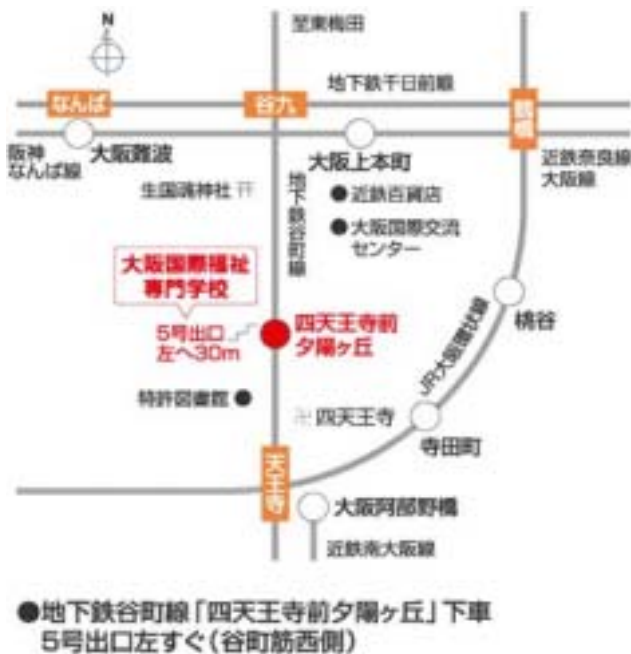 N
至東梅田
地下鉄千日前線
なんば
谷九
鶴橋
阪神
なんば線
大阪難波
大阪上本町
近鉄奈良線
大阪線
生国魂神社
地下鉄谷町線
近鉄百貨店
大阪国際交流
センター
大阪国際福祉
専門学校
5号出口
左へ30m
四天王寺前
夕陽ヶ丘
桃谷
JR大阪環状線
特許図書館
卍四天王寺
寺田町
天王寺
大阪阿部野橋
近鉄南大阪線
●地下鉄谷町線「四天王寺前夕陽ヶ丘」下車
5号出口左すぐ(谷町筋西側)